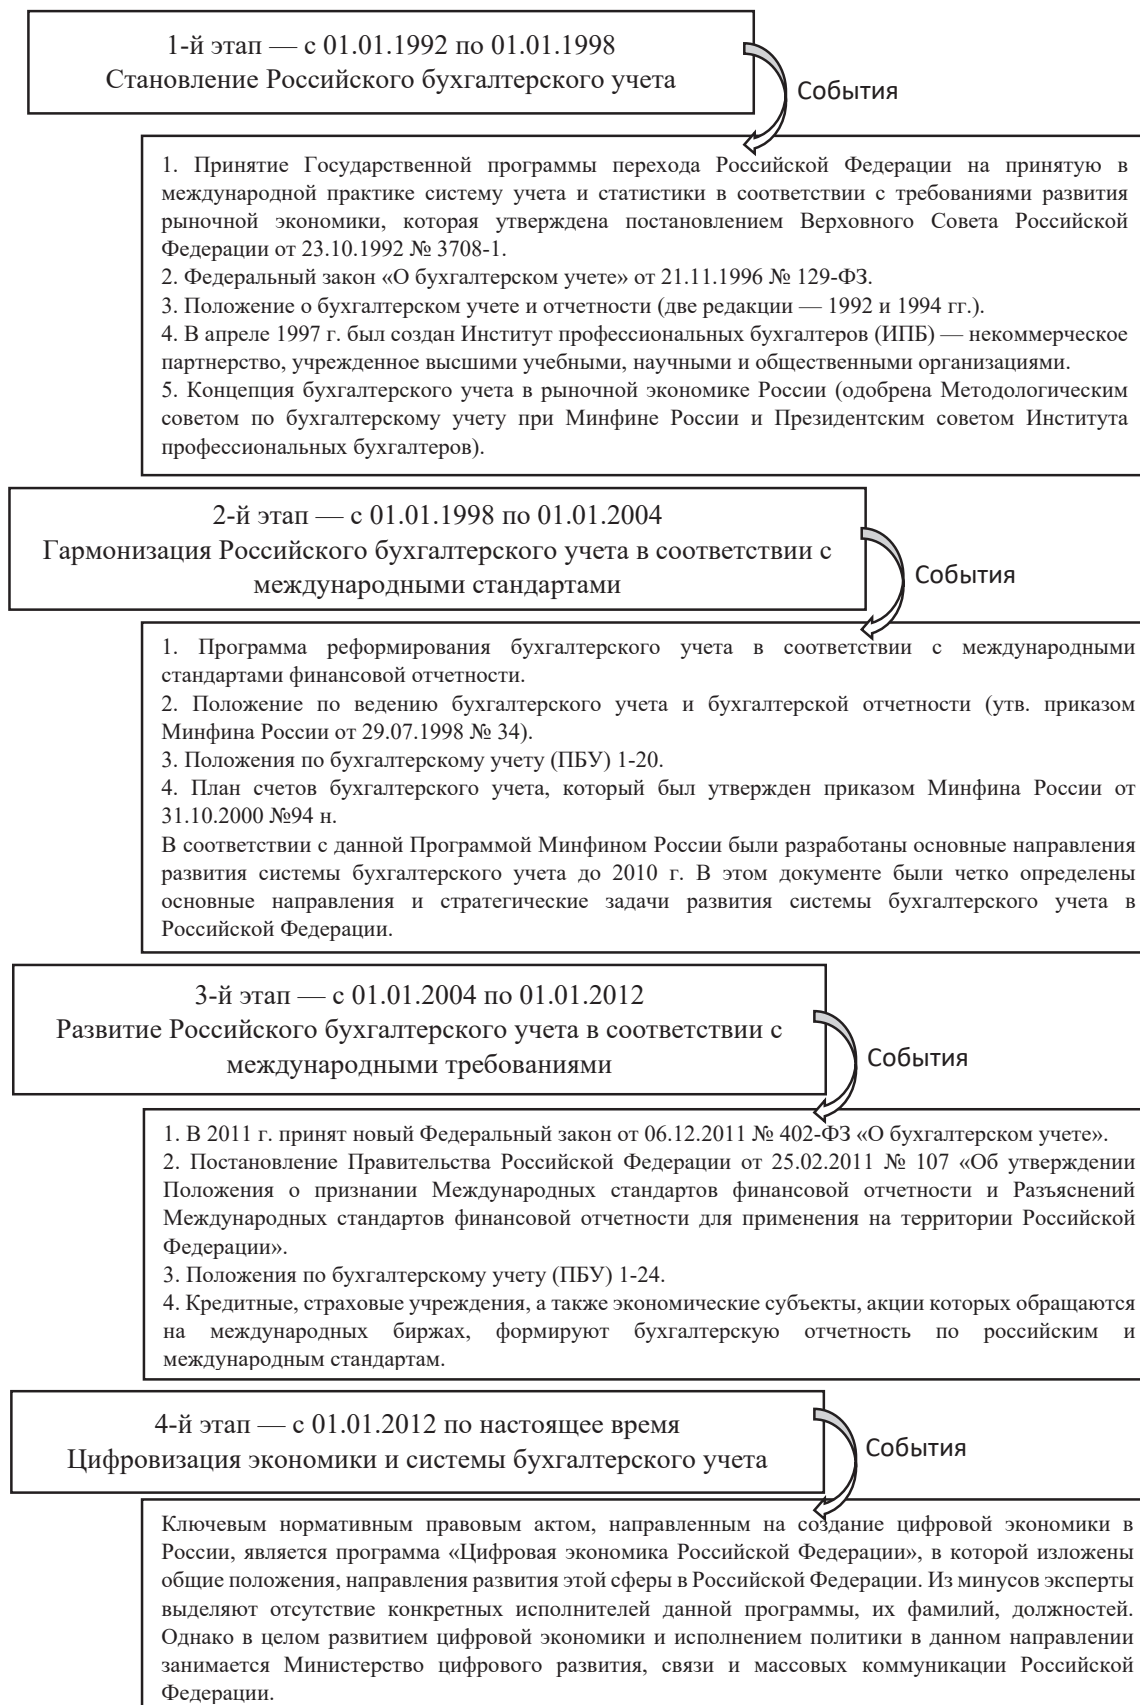 1-й этап — с 01.01.1992 по 01.01.1998
Становление Российского бухгалтерского учета
События
1. Принятие Государственной программы перехода Российской Федерации на принятую в
международной практике систему учета и статистики в соответствии с требованиями развития
рыночной экономики, которая утверждена постановлением Верховного Совета Российской
Федерации от 23.10.1992 № 3708-1.
2. Федеральный закон «О бухгалтерском учете» от 21.11.1996 № 129-ФЗ.
3. Положение о бухгалтерском учете и отчетности (две редакции — 1992 и 1994 гг.).
4. В апреле 1997 г. был создан Институт профессиональных бухгалтеров (ИПБ) — некоммерческое
партнерство, учрежденное высшими учебными, научными и общественными организациями.
5. Концепция бухгалтерского учета в рыночной экономике России (одобрена Методологическим
советом по бухгалтерскому учету при Минфине России и Президентским советом Института
профессиональных бухгалтеров).
2-й этап — с 01.01.1998 по 01.01.2004
Гармонизация Российского бухгалтерского учета в соответствии с
международными стандартами
События
1. Программа реформирования бухгалтерского учета в соответствии с международными
стандартами финансовой отчетности.
2. Положение по ведению бухгалтерского учета и бухгалтерской отчетности (утв. приказом
Минфина России от 29.07.1998 № 34).
3. Положения по бухгалтерскому учету (ПБУ) 1-20.
4. План счетов бухгалтерского учета, который был утвержден приказом Минфина России от
31.10.2000 №94 н.
В соответствии с данной Программой Минфином России были разработаны основные направления
развития системы бухгалтерского учета до 2010 г. В этом документе были четко определены
основные направления и стратегические задачи развития системы бухгалтерского учета в
Российской Федерации.
3-й этап — с 01.01.2004 по 01.01.2012
Развитие Российского бухгалтерского учета в соответствии с
международными требованиями
События
1. В 2011 г. принят новый Федеральный закон от 06.12.2011 № 402-ФЗ «О бухгалтерском учете».
2. Постановление Правительства Российской Федерации от 25.02.2011 № 107 «Об утверждении
Положения о признании Международных стандартов финансовой отчетности и Разъяснений
Международных стандартов финансовой отчетности для применения на территории Российской
Федерации».
3. Положения по бухгалтерскому учету (ПБУ) 1-24.
4. Кредитные, страховые учреждения, а также экономические субъекты, акции которых обращаются
на международных биржах, формируют бухгалтерскую отчетность по российским и
международным стандартам.
4-й этап — с 01.01.2012 по настоящее время
Цифровизация экономики и системы бухгалтерского учета
События
Ключевым нормативным правовым актом, направленным на создание цифровой экономики в
России, является программа «Цифровая экономика Российской Федерации», в которой изложены
общие положения, направления развития этой сферы в Российской Федерации. Из минусов эксперты
выделяют отсутствие конкретных исполнителей данной программы, их фамилий, должностей.
Однако в целом развитием цифровой экономики и исполнением политики в данном направлении
занимается Министерство цифрового развития, связи и массовых коммуникации Российской
Федерации.